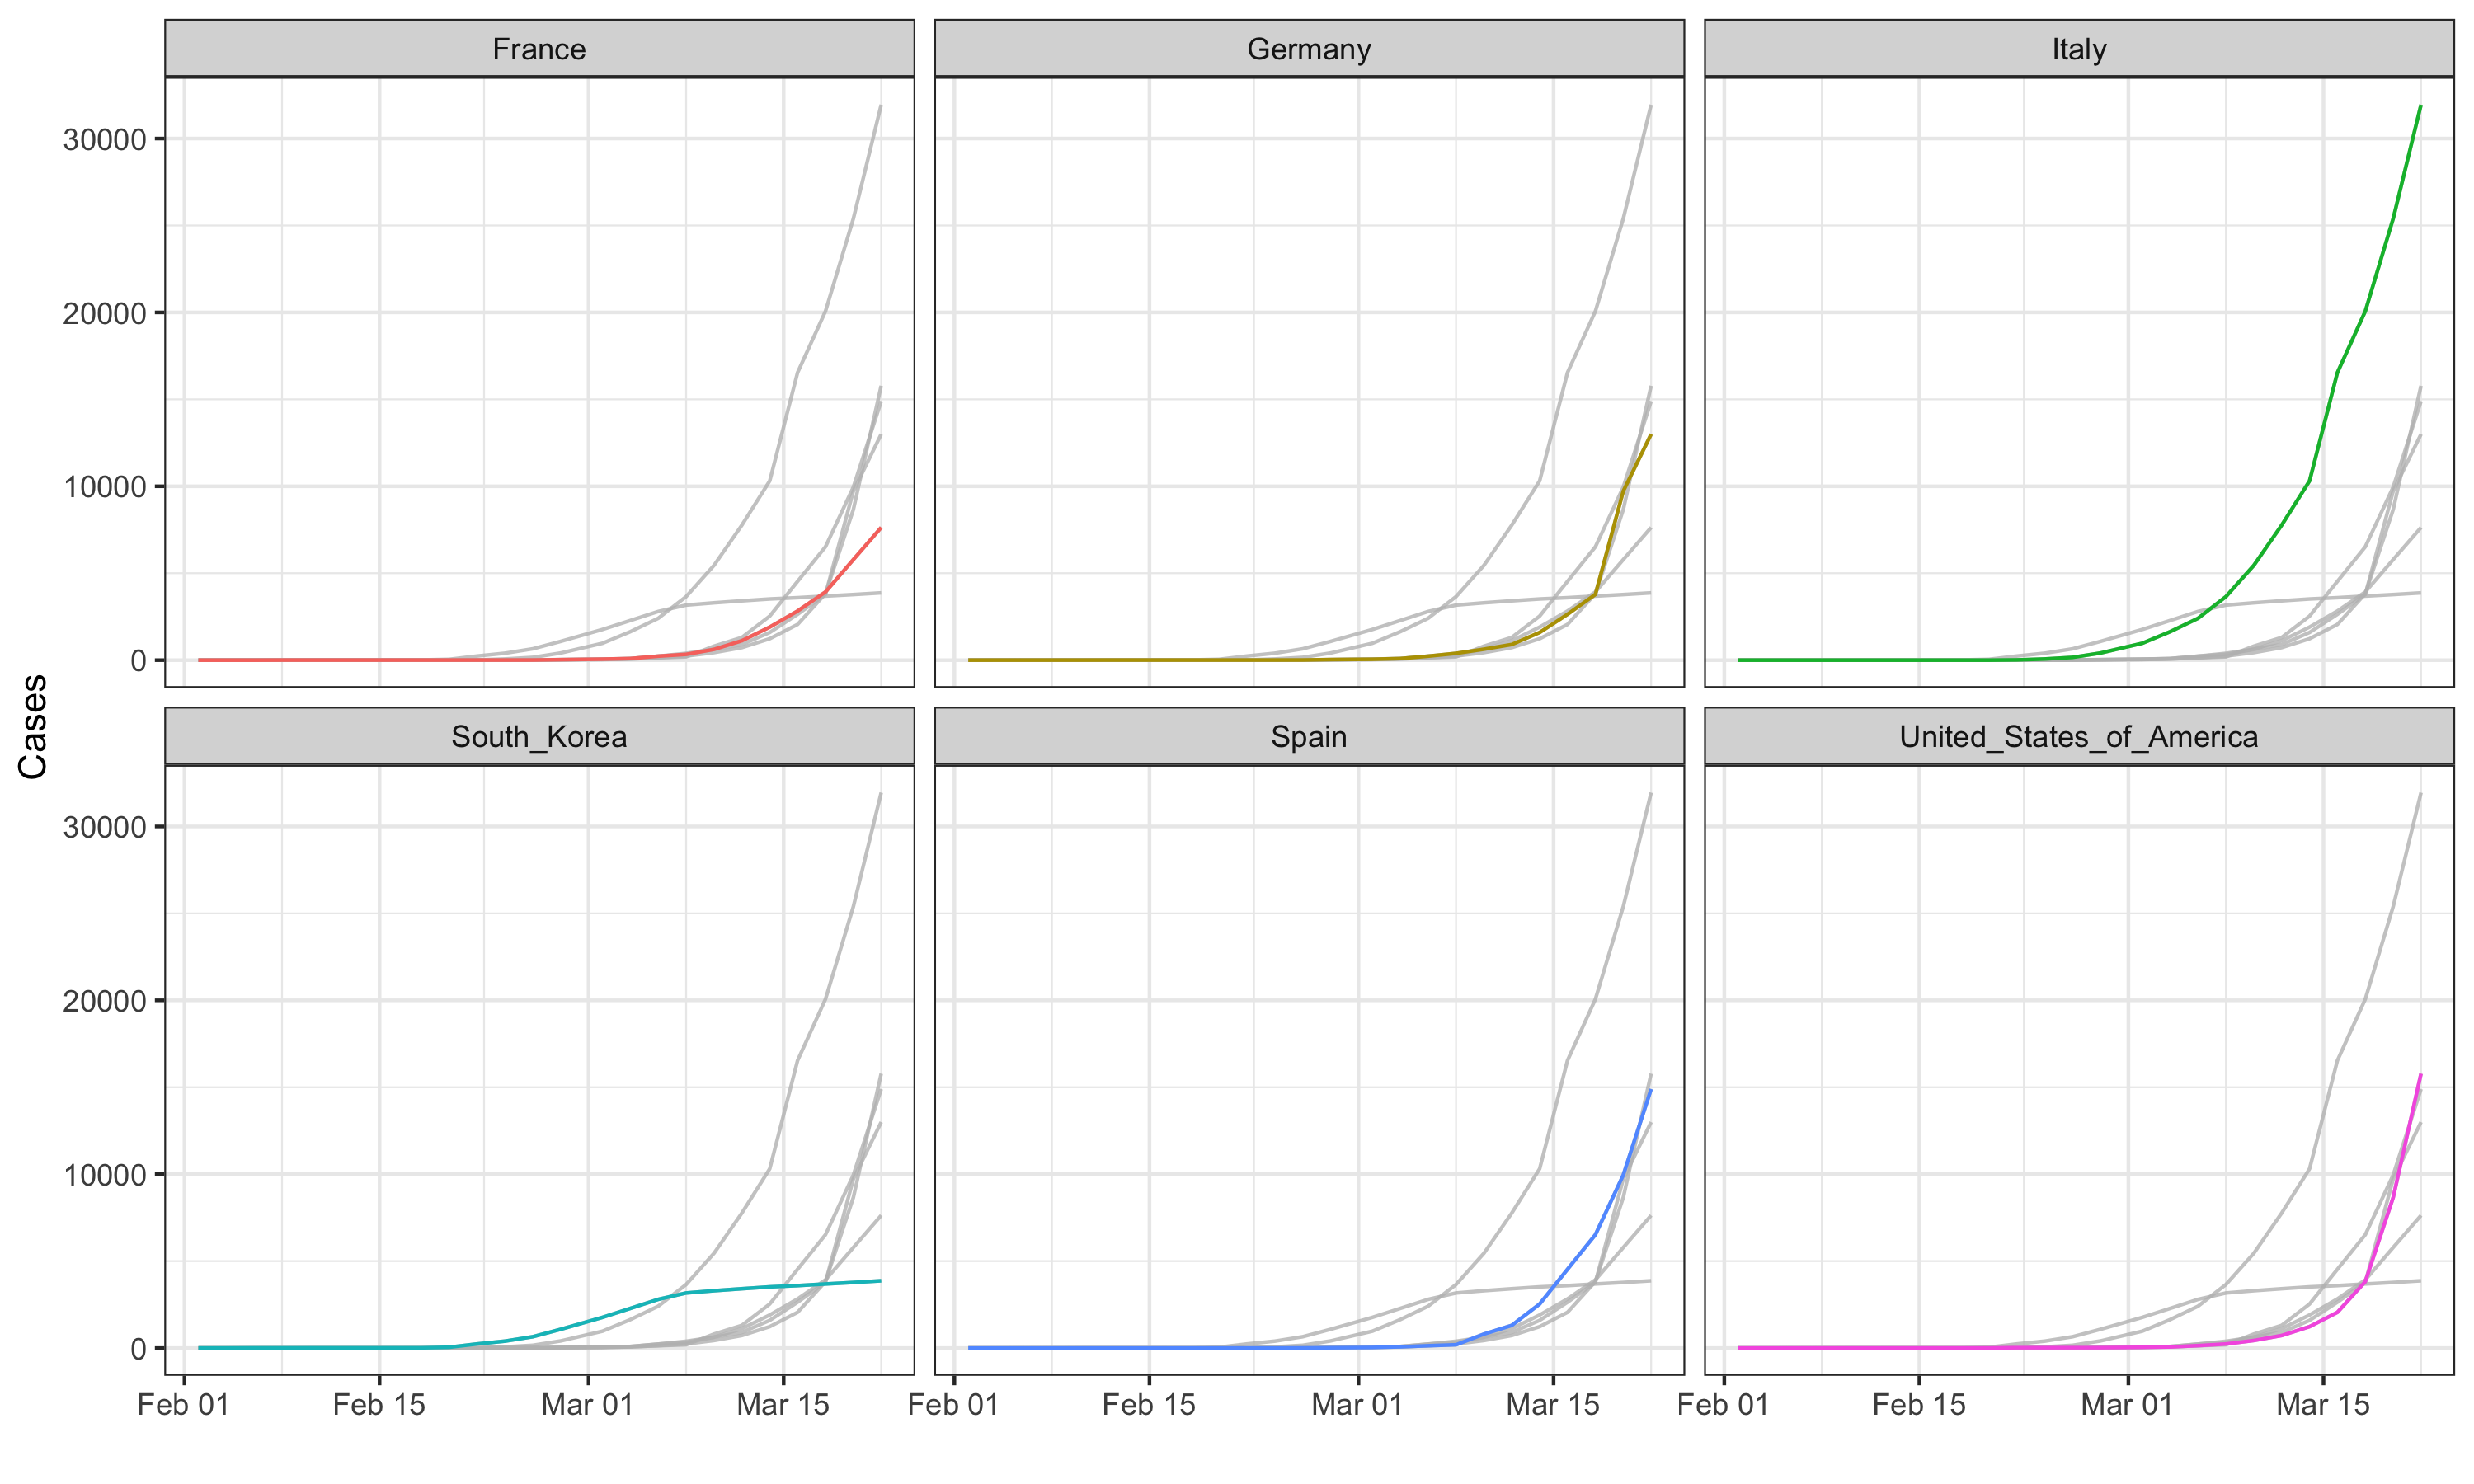 France
Germany
Italy
30000
20000
10000
0
Cases
South_Korea
Spain
United_States_of_America
30000
20000
10000
0
Feb 01
Feb 15
Mar 01
Mar 15
Feb 01
Feb 15
Mar 01
Mar 15
Feb 01
Feb 15
Mar 01
Mar 15